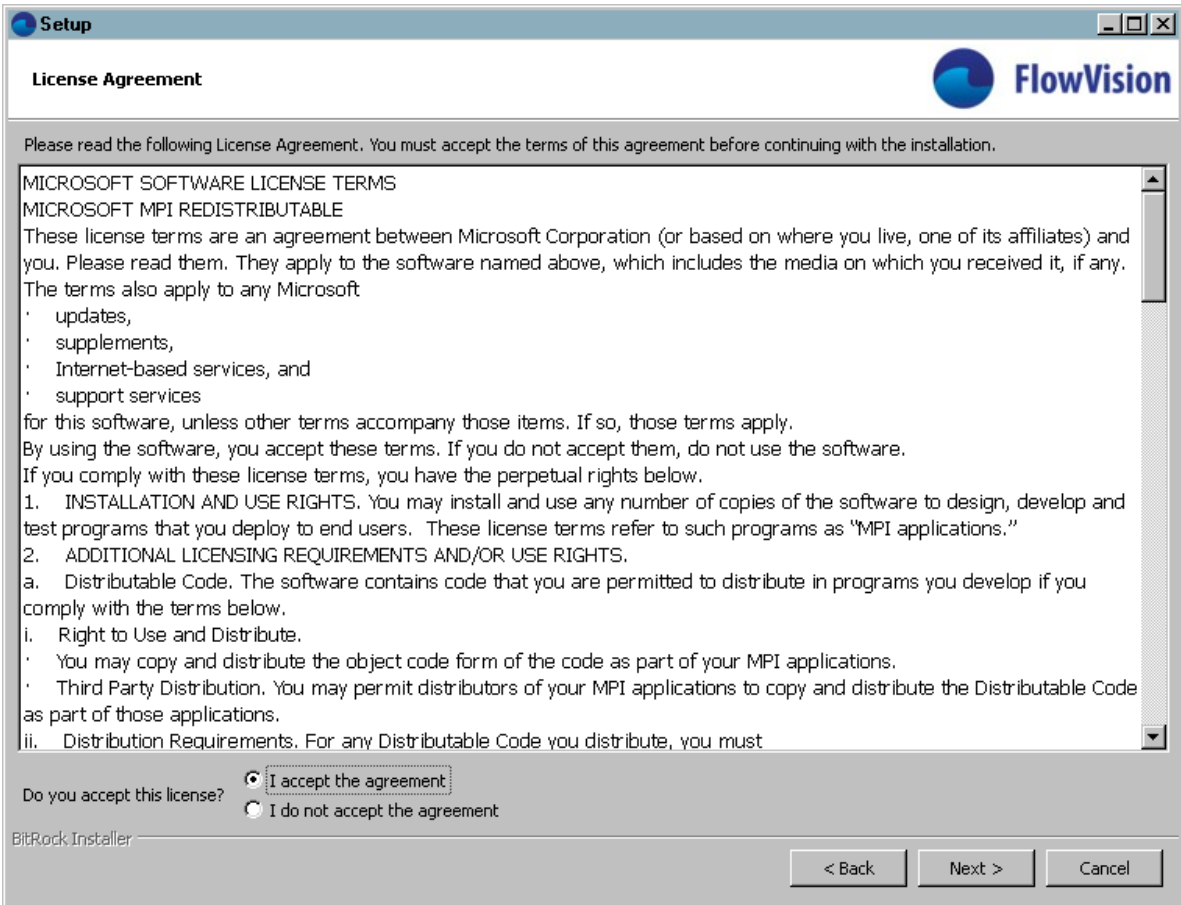 Setup
License Agreement
FlowVision
Please read the following License Agreement. You must accept the terms of this agreement before continuing with the installation.
MICROSOFT SOFTWARE LICENSE TERMS
MICROSOFT MPI REDISTRIBUTABLE
These license terms are an agreement between Microsoft Corporation (or based on where you live, one of its affiliates) and
you. Please read them. They apply to the software named above, which includes the media on which you received it, if any.
The terms also apply to any Microsoft
· updates,
· supplements,
· Internet-based services, and
· support services
for this software, unless other terms accompany those items. If so, those terms apply.
By using the software, you accept these terms. If you do not accept them, do not use the software.
If you comply with these license terms, you have the perpetual rights below.
1. INSTALLATION AND USE RIGHTS. You may install and use any number of copies of the software to design, develop and
test programs that you deploy to end users. These license terms refer to such programs as “MPI applications.”
2. ADDITIONAL LICENSING REQUIREMENTS AND/OR USE RIGHTS.
a. Distributable Code. The software contains code that you are permitted to distribute in programs you develop if you
comply with the terms below.
i. Right to Use and Distribute.
· You may copy and distribute the object code form of the code as part of your MPI applications.
· Third Party Distribution. You may permit distributors of your MPI applications to copy and distribute the Distributable Code
as part of those applications.
ii. Distribution Requirements. For any Distributable Code you distribute, you must
Do you accept this license?
I accept the agreement
I do not accept the agreement
BitRock Installer
< Back
Next >
Cancel